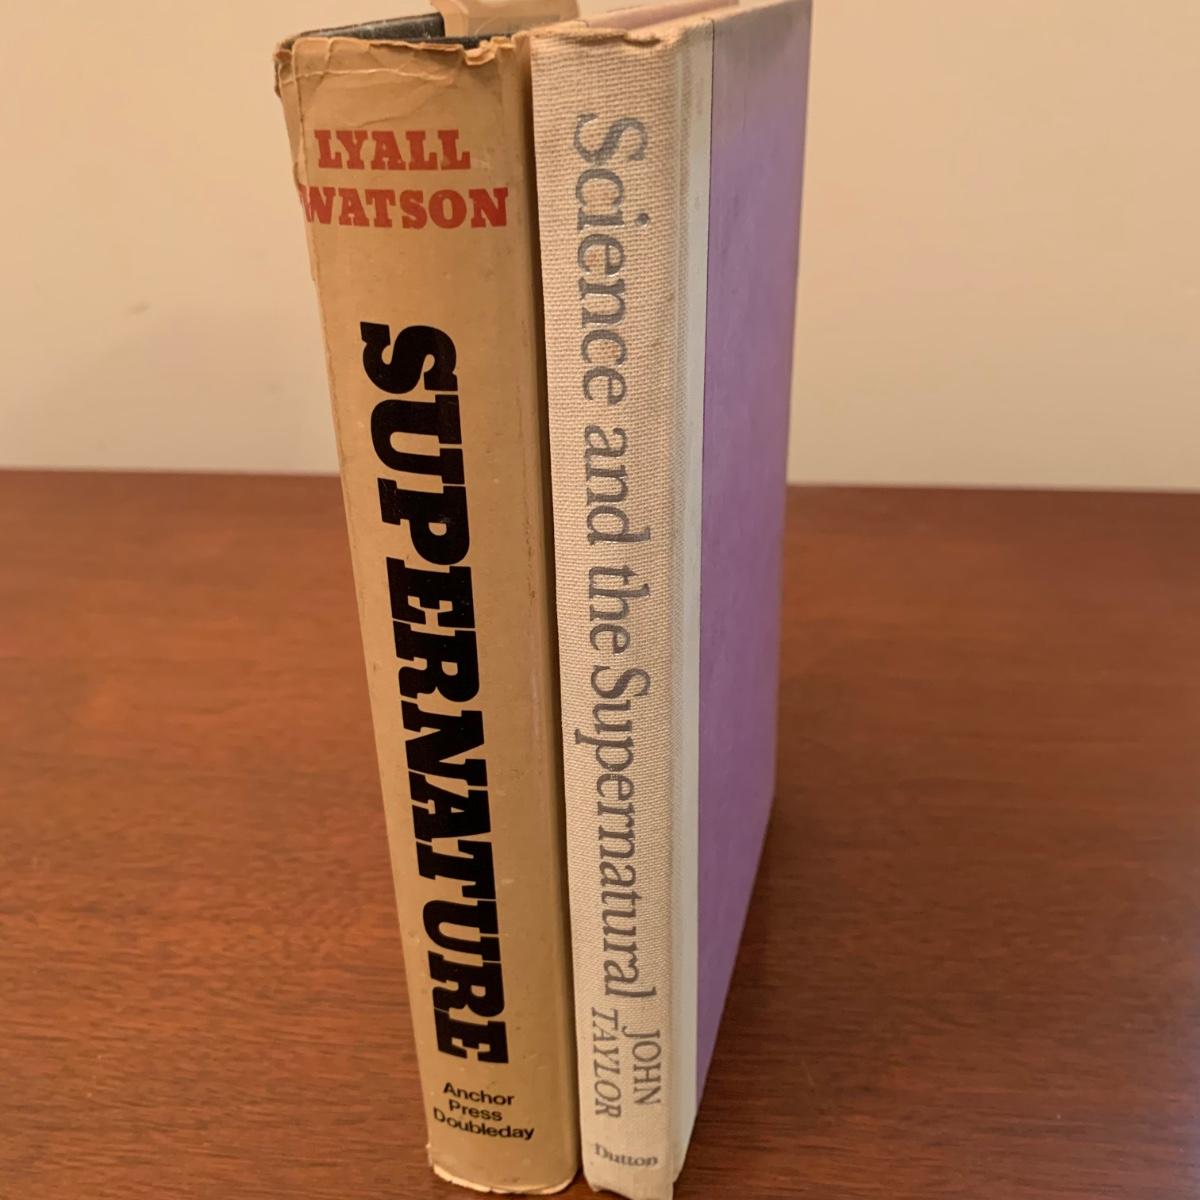 LYALL
WATSON
SUPERNATURE
Anchor
Press
Doubleday
Science and the Supernatural
JOHN
TAYLOR
Dutton